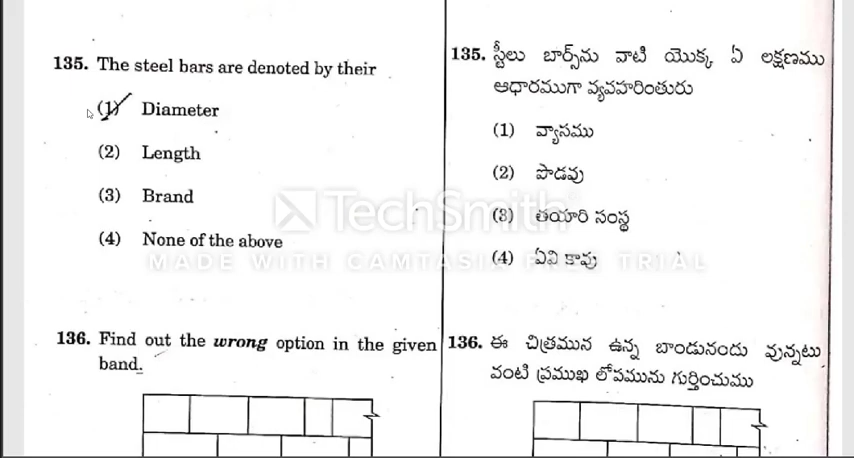 135. The steel bars are denoted by their
(1) Diameter
(2) Length
(3) Brand
(4) None of the above
136. Find out the wrong option in the given
band.
135. స్టీలు బార్స్‌ను వాటి యొక్క ఏ లక్షణము
ఆధారముగా వ్యవహరింతురు
(1) వ్యాసము
(2) పొడవు
(3) తయారి సంస్థ
(4) ఏవి కావు
136. ఈ చిత్రమున ఉన్న బాండునందు వున్నటు
వంటి ప్రముఖ లోపమును గుర్తించుము
TechSmith
MADE WITH CAMTASIA FREE TRIAL